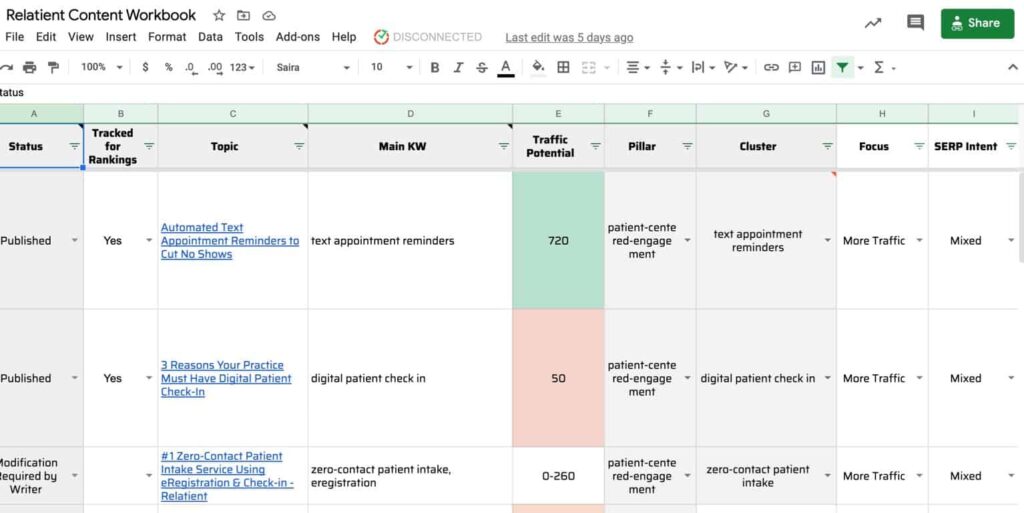 Relatient Content Workbook
Share
File Edit View Insert Format Data Tools Add-ons Help DISCONNECTED Last edit was 5 days ago
100% $ % .0 .00 123 Saira 10 B I S A
tatus
A B C D E F G H I
Status
Tracked
for
Rankings
Topic
Main KW
Traffic
Potential
Pillar
Cluster
Focus
SERP Intent
Published
Yes
Automated Text
Appointment Reminders to
Cut No Shows
text appointment reminders
720
patient-cente
red-engage
ment
text appointment
reminders
More Traffic
Mixed
Published
Yes
3 Reasons Your Practice
Must Have Digital Patient
Check-In
digital patient check in
50
patient-cente
red-engage
ment
digital patient check in
More Traffic
Mixed
Modification
Required by
Writer
#1 Zero-Contact Patient
Intake Service Using
eRegistration & Check-in -
Relatient
zero-contact patient intake,
eregistration
0-260
patient-cente
red-engage
ment
zero-contact patient
intake
More Traffic
Mixed